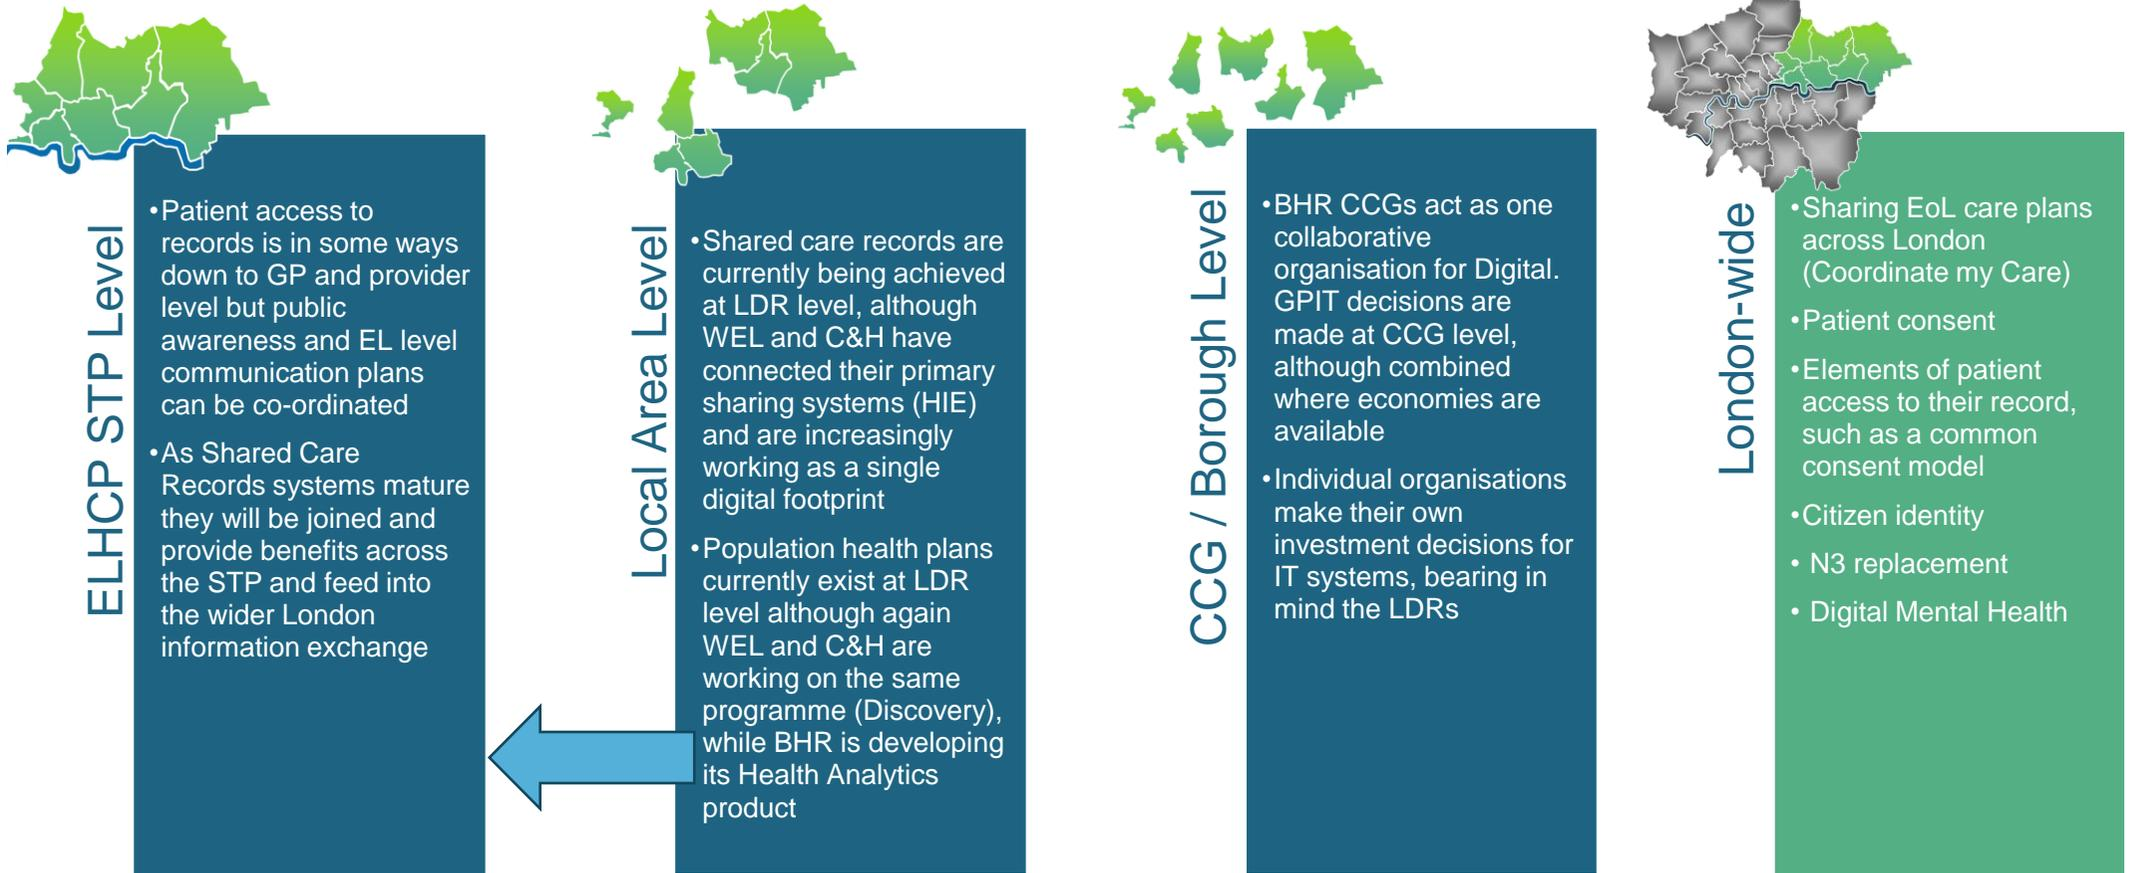 ELHCP STP Level
•Patient access to
records is in some ways
down to GP and provider
level but public
awareness and EL level
communication plans
can be co-ordinated
•As Shared Care
Records systems mature
they will be joined and
provide benefits across
the STP and feed into
the wider London
information exchange
Local Area Level
•Shared care records are
currently being achieved
at LDR level, although
WEL and C&H have
connected their primary
sharing systems (HIE)
and are increasingly
working as a single
digital footprint
•Population health plans
currently exist at LDR
level although again
WEL and C&H are
working on the same
programme (Discovery),
while BHR is developing
its Health Analytics
product
CCG / Borough Level
•BHR CCGs act as one
collaborative
organisation for Digital.
GPIT decisions are
made at CCG level,
although combined
where economies are
available
•Individual organisations
make their own
investment decisions for
IT systems, bearing in
mind the LDRs
London-wide
•Sharing EoL care plans
across London
(Coordinate my Care)
•Patient consent
•Elements of patient
access to their record,
such as a common
consent model
•Citizen identity
• N3 replacement
• Digital Mental Health